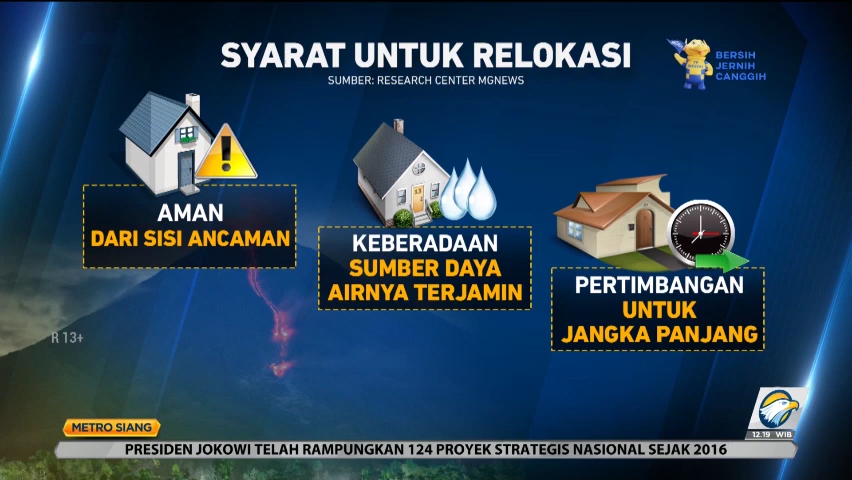 SYARAT UNTUK RELOKASI
SUMBER: RESEARCH CENTER MGNEWS
BERSIH
JERNIH
CANGGIH
AMAN
DARI SISI ANCAMAN
KEBERADAAN
SUMBER DAYA
AIRNYA TERJAMIN
PERTIMBANGAN
UNTUK
JANGKA PANJANG
R 13+
METRO SIANG
12.19 WIB
PRESIDEN JOKOWI TELAH RAMPUNGKAN 124 PROYEK STRATEGIS NASIONAL SEJAK 2016